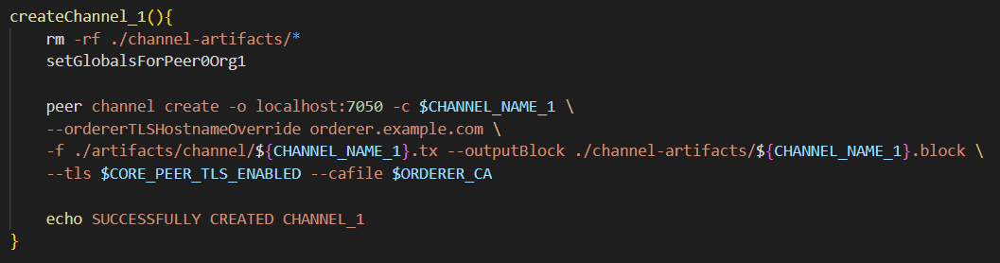 createChannel_1(){
rm -rf ./channel-artifacts/*
setGlobalsForPeer0Org1
peer channel create -o localhost:7050 -c $CHANNEL_NAME_1 \
--ordererTLSHostnameOverride orderer.example.com \
-f ./artifacts/channel/${CHANNEL_NAME_1}.tx --outputBlock ./channel-artifacts/${CHANNEL_NAME_1}.block \
--tls $CORE_PEER_TLS_ENABLED --cafile $ORDERER_CA
echo SUCCESSFULLY CREATED CHANNEL_1
}